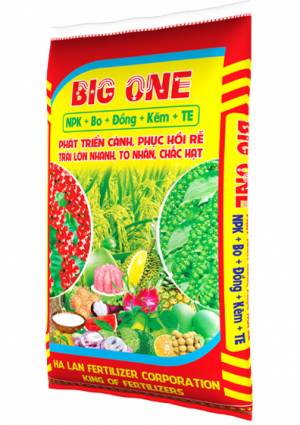 BIG ONE
NPK + Bo + Đồng + Kẽm + TE
PHÁT TRIỂN CÀNH, PHỤC HỒI RỄ
TRÁI LỚN NHANH, TO NHÂN, CHẮC HẠT
HA LAN FERTILIZER CORPORATION
KING OF FERTILIZERS
BIG ONE
NPK + Bo + Đồng + Kẽm + TE